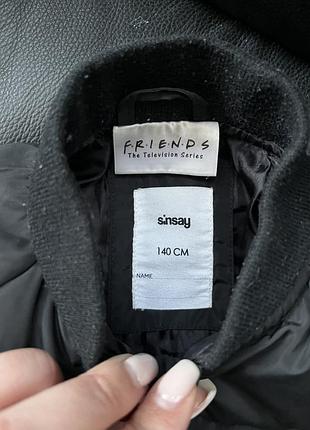 F·R·I·E·N·D·S
The Television Series
sinsay
140 CM
NAME